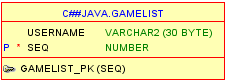 C##JAVA.GAMELIST
USERNAME VARCHAR2 (30 BYTE)
P * SEQ NUMBER
GAMELIST_PK (SEQ)